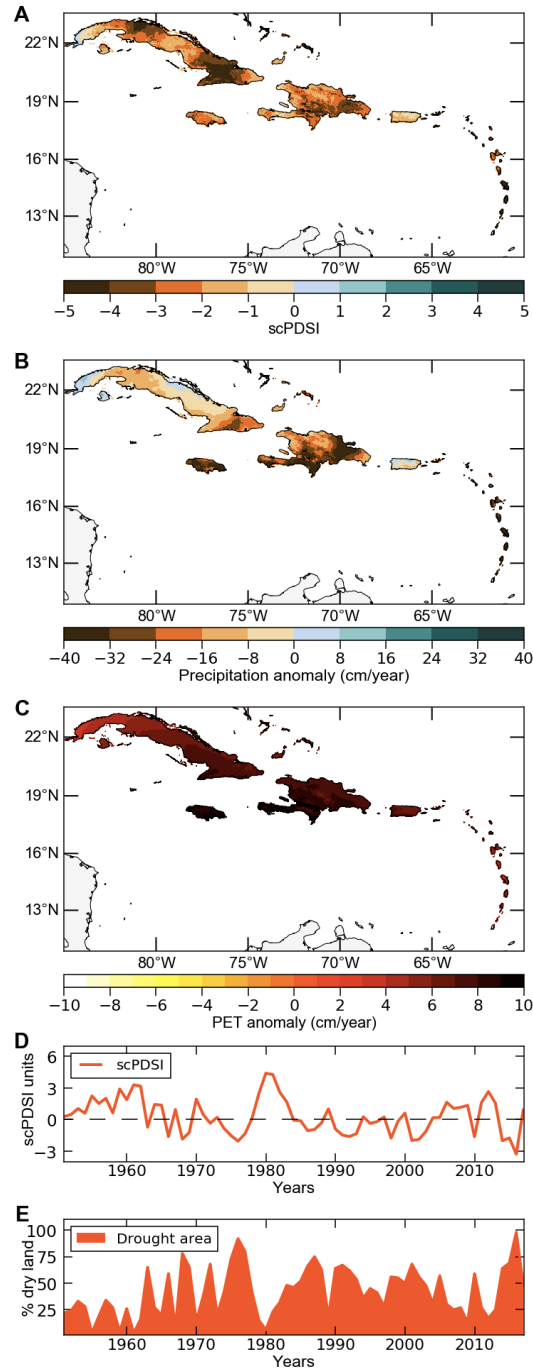 A
22°N
19°N
16°N
13°N
80°W 75°W 70°W 65°W
−5 −4 −3 −2 −1 0 1 2 3 4 5
scPDSI
B
22°N
19°N
16°N
13°N
80°W 75°W 70°W 65°W
−40 −32 −24 −16 −8 0 8 16 24 32 40
Precipitation anomaly (cm/year)
C
22°N
19°N
16°N
13°N
80°W 75°W 70°W 65°W
−10 −8 −6 −4 −2 0 2 4 6 8 10
PET anomaly (cm/year)
D
scPDSI units
6
3
0
−3
scPDSI
1960 1970 1980 1990 2000 2010
Years
E
% dry land
100
75
50
25
Drought area
1960 1970 1980 1990 2000 2010
Years